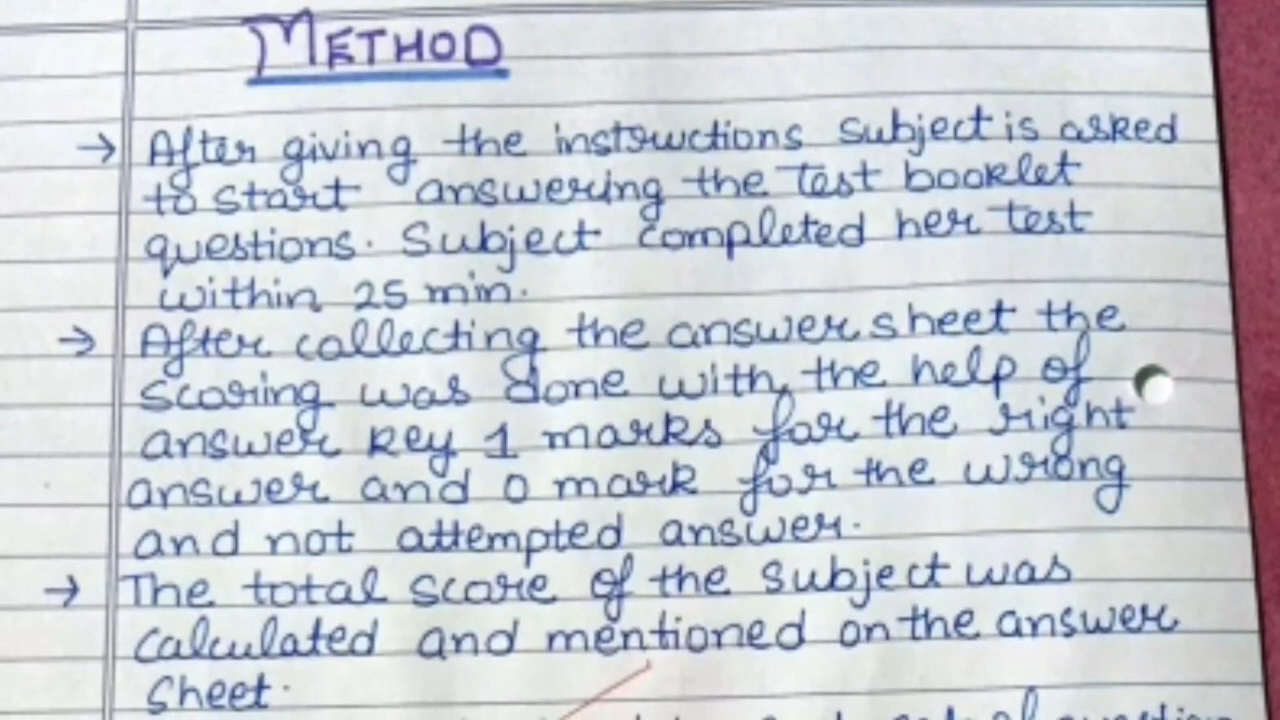 METHOD
→ After giving the instructions subject is asked
to start answering the test booklet
questions. Subject completed her test
within 25 min.
→ After collecting the answer sheet the
scoring was done with the help of
answer key 1 marks for the right
answer and 0 mark for the wrong
and not attempted answer.
→ The total score of the subject was
calculated and mentioned on the answer
sheet.